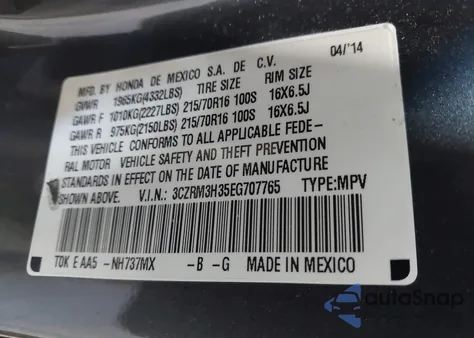 MFD. BY HONDA DE MEXICO S.A. DE C.V. 04/'14
GVWR 1965KG(4332LBS) TIRE SIZE RIM SIZE
GAWR F 1010KG(2227LBS) 215/70R16 100S 16X6.5J
GAWR R 975KG(2150LBS) 215/70R16 100S 16X6.5J
THIS VEHICLE CONFORMS TO ALL APPLICABLE FEDE-
RAL MOTOR VEHICLE SAFETY AND THEFT PREVENTION
STANDARDS IN EFFECT ON THE DATE OF MANUFACTURE
SHOWN ABOVE. V.I.N.: 3CZRM3H35EG707765 TYPE:MPV
TDK E AA5 -NH737MX -B -G MADE IN MEXICO
autoSnap